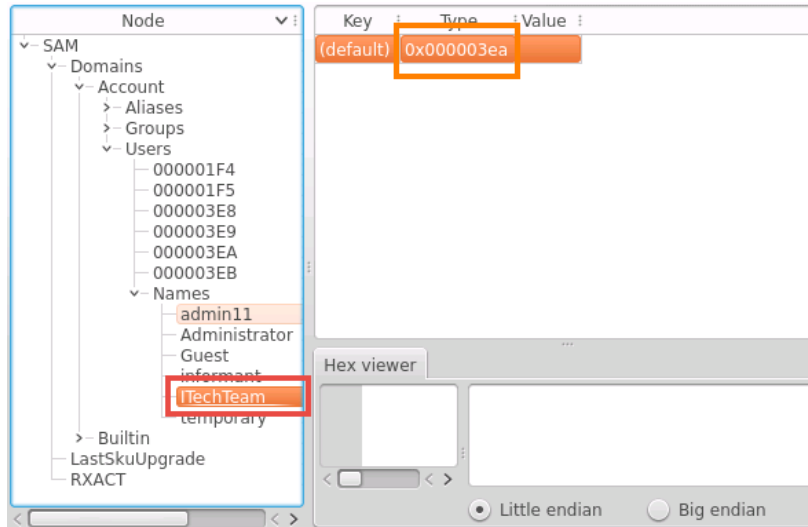 Node
SAM
Domains
Account
Aliases
Groups
Users
000001F4
000001F5
000003E8
000003E9
000003EA
000003EB
Names
admin11
Administrator
Guest
informant
ITechTeam
temporary
Builtin
LastSkuUpgrade
RXACT
Key Type Value
(default) 0x000003ea
Hex viewer
Little endian Big endian